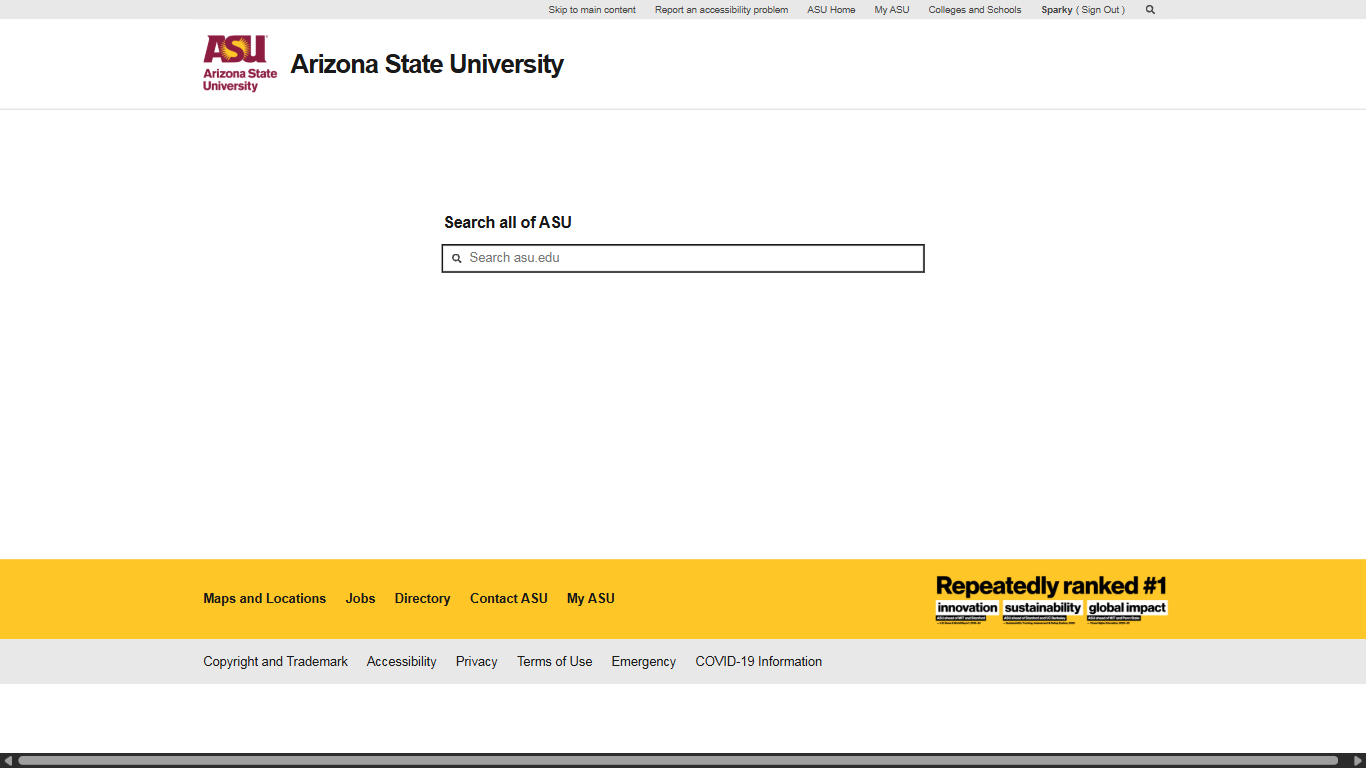 Skip to main content Report an accessibility problem ASU Home My ASU Colleges and Schools Sparky ( Sign Out )
ASU
Arizona State
University
Arizona State University
Search all of ASU
Search asu.edu
Maps and Locations Jobs Directory Contact ASU My ASU
Repeatedly ranked #1
innovation sustainability global impact
Copyright and Trademark Accessibility Privacy Terms of Use Emergency COVID-19 Information